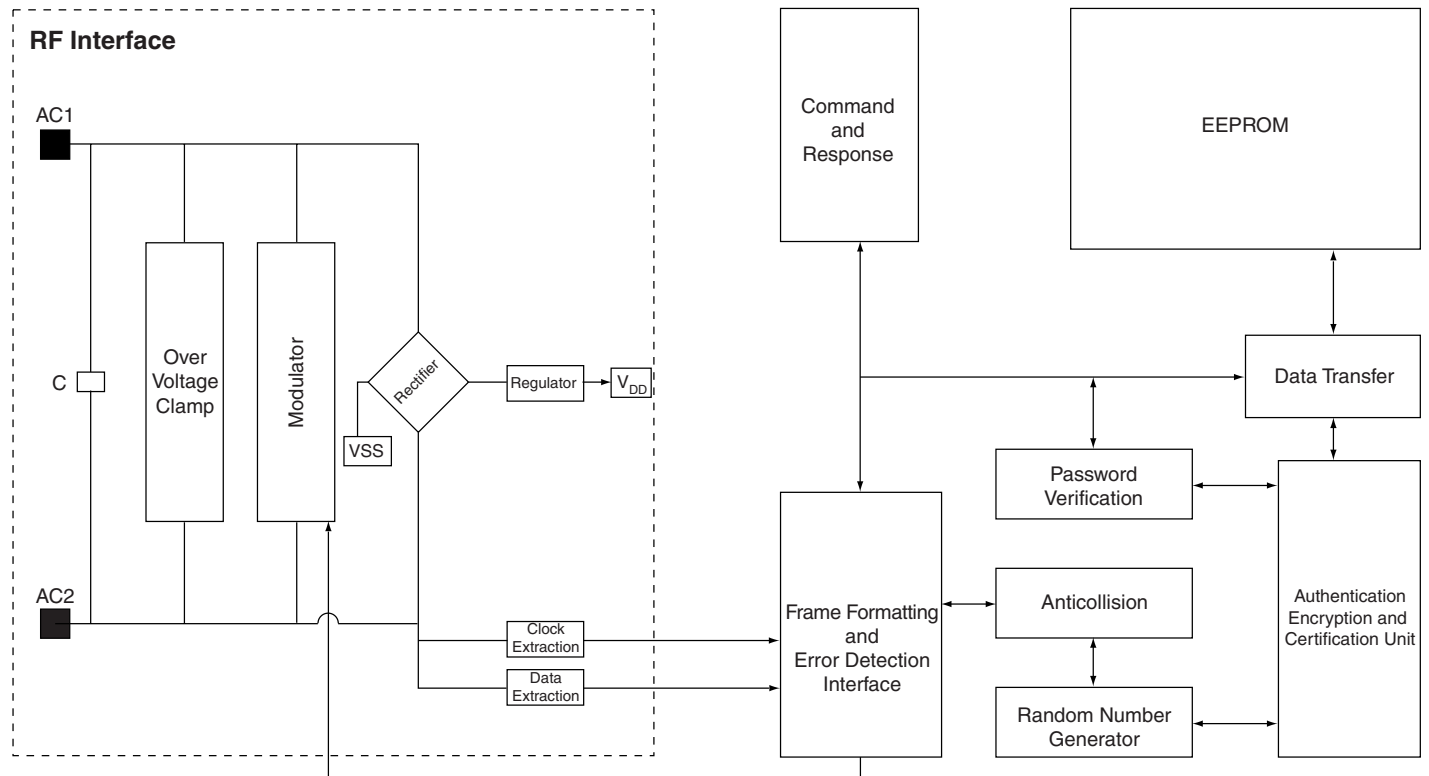 RF Interface
AC1
C
Over
Voltage
Clamp
Modulator
Rectifier
VSS
Regulator
VDD
AC2
Clock
Extraction
Data
Extraction
Command
and
Response
EEPROM
Data Transfer
Password
Verification
Frame Formatting
and
Error Detection
Interface
Anticollision
Random Number
Generator
Authentication
Encryption and
Certification Unit